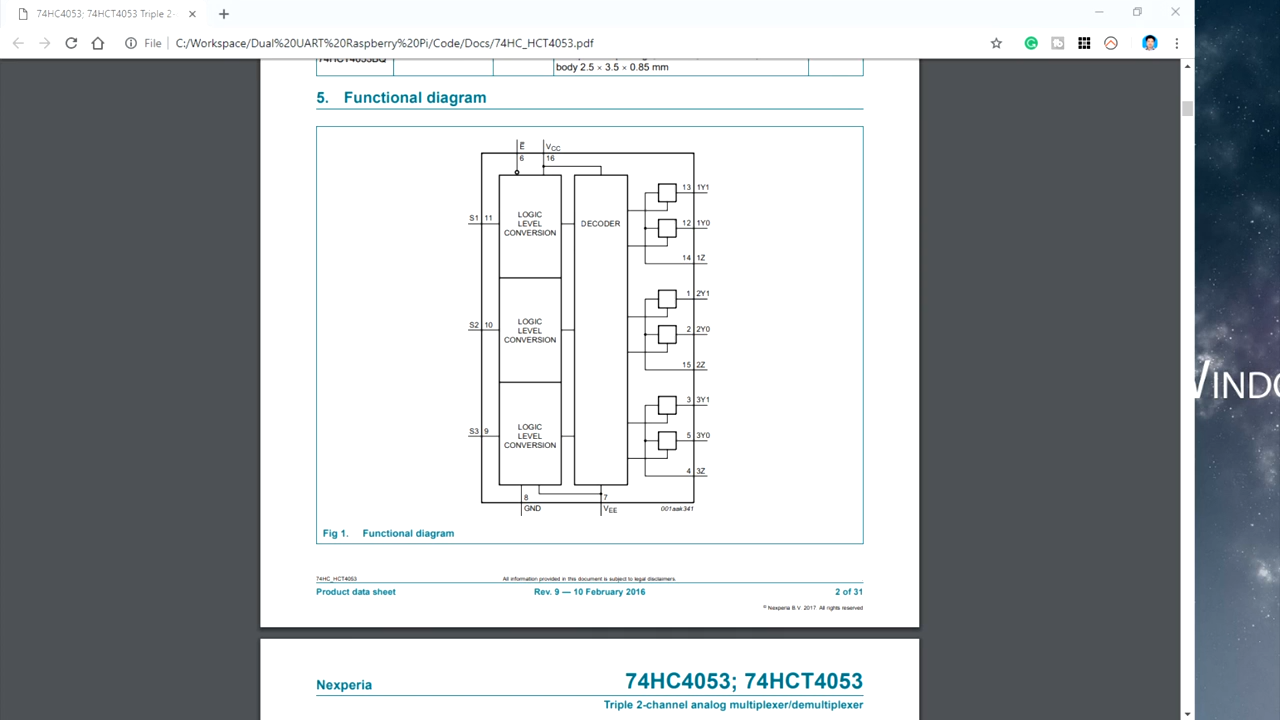 74HC4053; 74HCT4053 Triple 2-
File
C:/Workspace/Dual%20UART%20Raspberry%20Pi/Code/Docs/74HC_HCT4053.pdf
74HCT4053BQ
body 2.5 × 3.5 × 0.85 mm
5. Functional diagram
E̅ VCC
6 16
13 1Y1
S1 11
LOGIC
LEVEL
CONVERSION
DECODER
12 1Y0
14 1Z
1 2Y1
S2 10
LOGIC
LEVEL
CONVERSION
2 2Y0
15 2Z
3 3Y1
S3 9
LOGIC
LEVEL
CONVERSION
5 3Y0
4 3Z
8 7
GND VEE
001aak341
Fig 1. Functional diagram
74HC_HCT4053
All information provided in this document is subject to legal disclaimers.
Product data sheet
Rev. 9 — 10 February 2016
2 of 31
© Nexperia B.V. 2017. All rights reserved
Nexperia
74HC4053; 74HCT4053
Triple 2-channel analog multiplexer/demultiplexer
WINDO